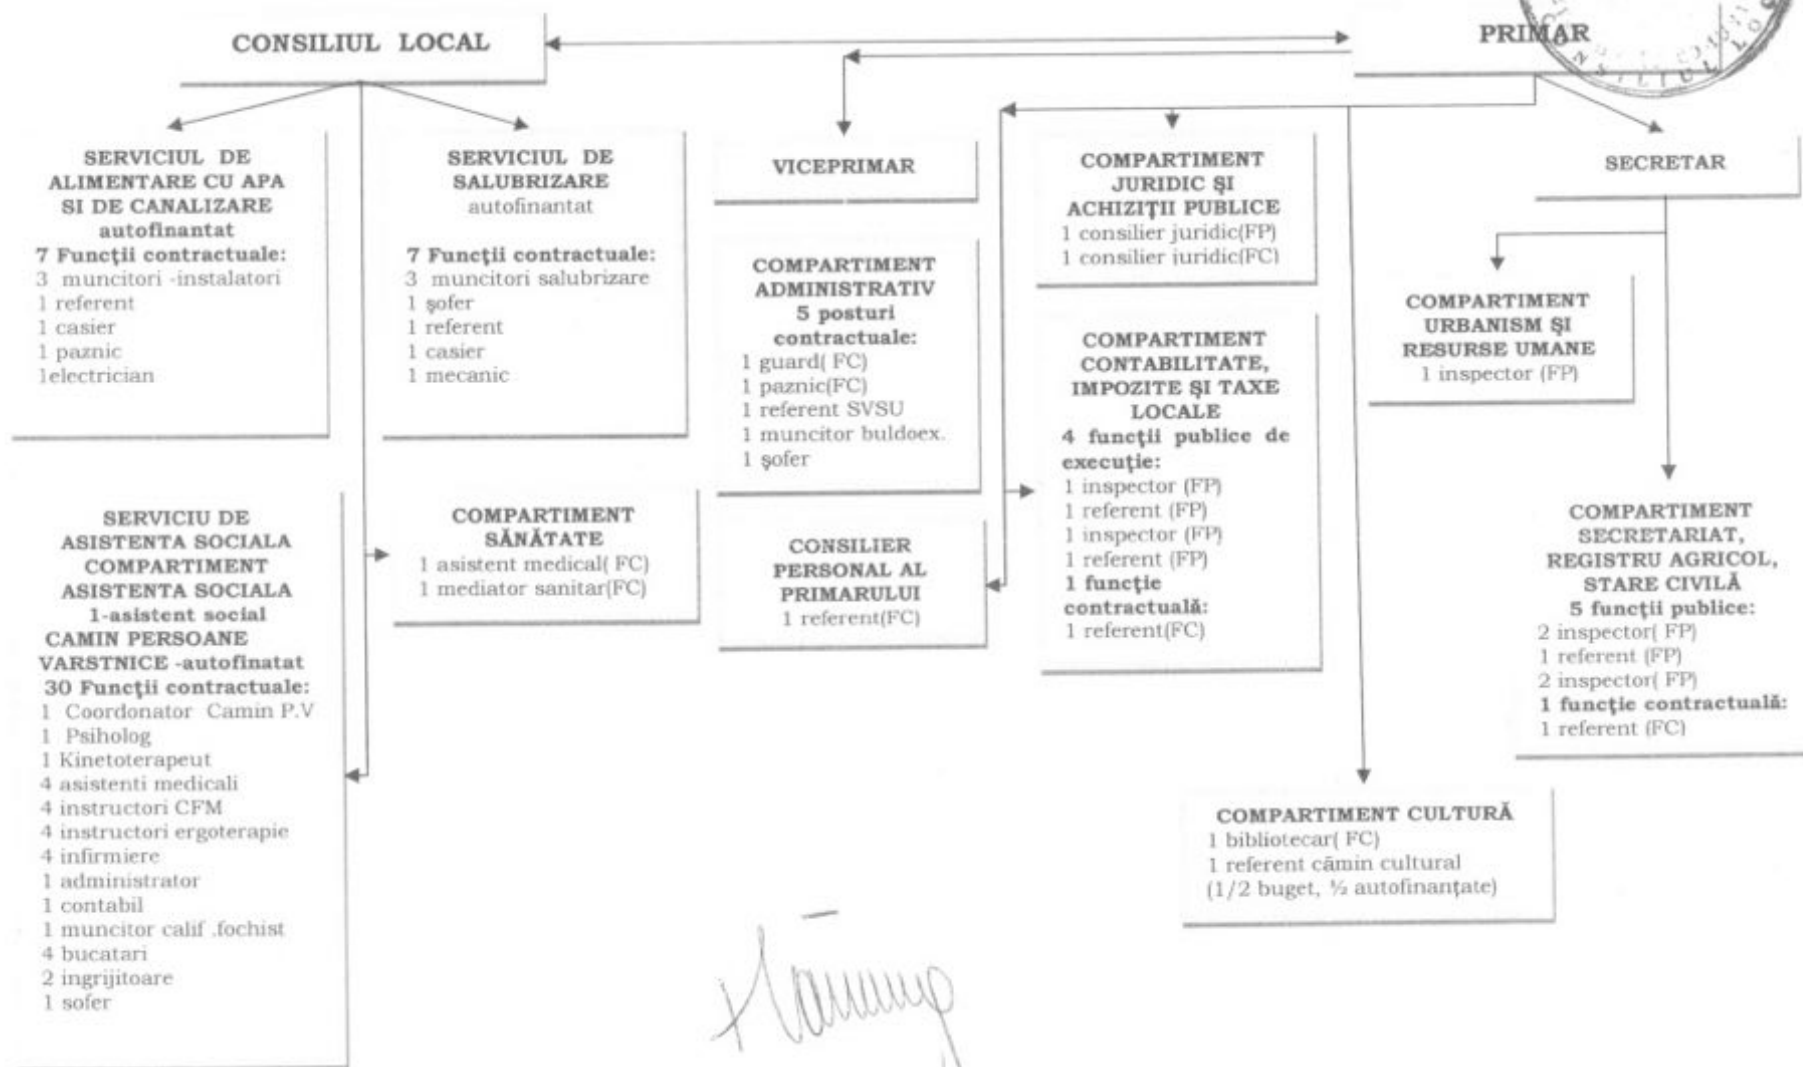 CONSILIUL LOCAL
PRIMAR
SERVICIUL DE
ALIMENTARE CU APA
SI DE CANALIZARE
autofinantat
7 Funcţii contractuale:
3 muncitori -instalatori
1 referent
1 casier
1 paznic
1electrician
SERVICIUL DE
SALUBRIZARE
autofinantat
7 Funcţii contractuale:
3 muncitori salubrizare
1 şofer
1 referent
1 casier
1 mecanic
VICEPRIMAR
COMPARTIMENT
ADMINISTRATIV
5 posturi
contractuale:
1 guard( FC)
1 paznic(FC)
1 referent SVSU
1 muncitor buldoex.
1 şofer
COMPARTIMENT
JURIDIC ŞI
ACHIZIŢII PUBLICE
1 consilier juridic(FP)
1 consilier juridic(FC)
SECRETAR
COMPARTIMENT
URBANISM ŞI
RESURSE UMANE
1 inspector (FP)
COMPARTIMENT
CONTABILITATE,
IMPOZITE ŞI TAXE
LOCALE
4 funcţii publice de
execuţie:
1 inspector (FP)
1 referent (FP)
1 inspector (FP)
1 referent (FP)
1 funcţie
contractuală:
1 referent(FC)
SERVICIU DE
ASISTENTA SOCIALA
COMPARTIMENT
ASISTENTA SOCIALA
1-asistent social
CAMIN PERSOANE
VARSTNICE -autofinatat
30 Funcţii contractuale:
1 Coordonator Camin P.V
1 Psiholog
1 Kinetoterapeut
4 asistenti medicali
4 instructori CFM
4 instructori ergoterapie
4 infirmiere
1 administrator
1 contabil
1 muncitor calif .fochist
4 bucatari
2 ingrijitoare
1 sofer
COMPARTIMENT
SĂNĂTATE
1 asistent medical( FC)
1 mediator sanitar(FC)
CONSILIER
PERSONAL AL
PRIMARULUI
1 referent(FC)
COMPARTIMENT
SECRETARIAT,
REGISTRU AGRICOL,
STARE CIVILĂ
5 funcţii publice:
2 inspector( FP)
1 referent (FP)
2 inspector( FP)
1 funcţie contractuală:
1 referent (FC)
COMPARTIMENT CULTURĂ
1 bibliotecar( FC)
1 referent cămin cultural
(1/2 buget, ½ autofinanţate)